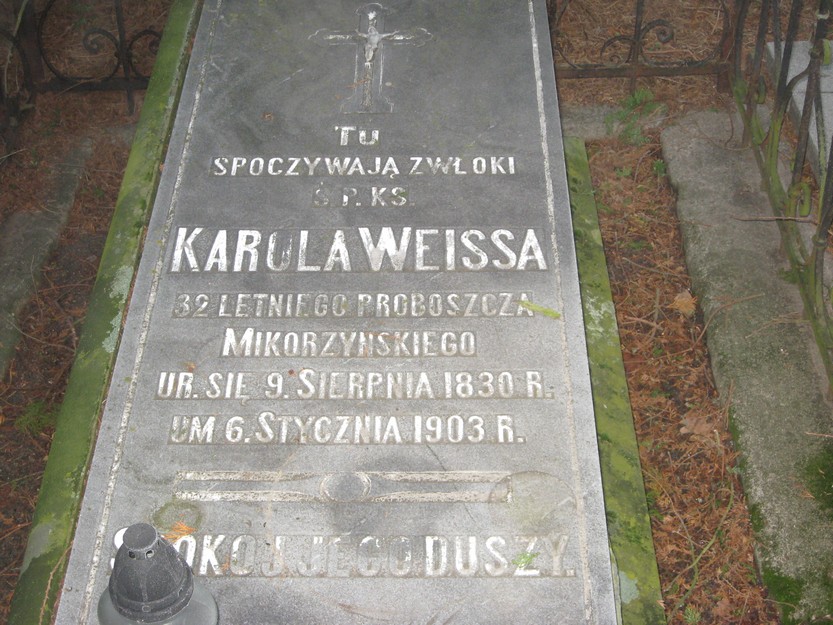 TU
SPOCZYWAJĄ ZWŁOKI
Ś.P. KS.
KAROLA WEISSA
32 LETNIEGO PROBOSZCZA
MIKORZYNSKIEGO
UR. SIĘ 9. SIERPNIA 1830 R.
UM 6. STYCZNIA 1903 R.
SPOKOJ JEGO DUSZY.